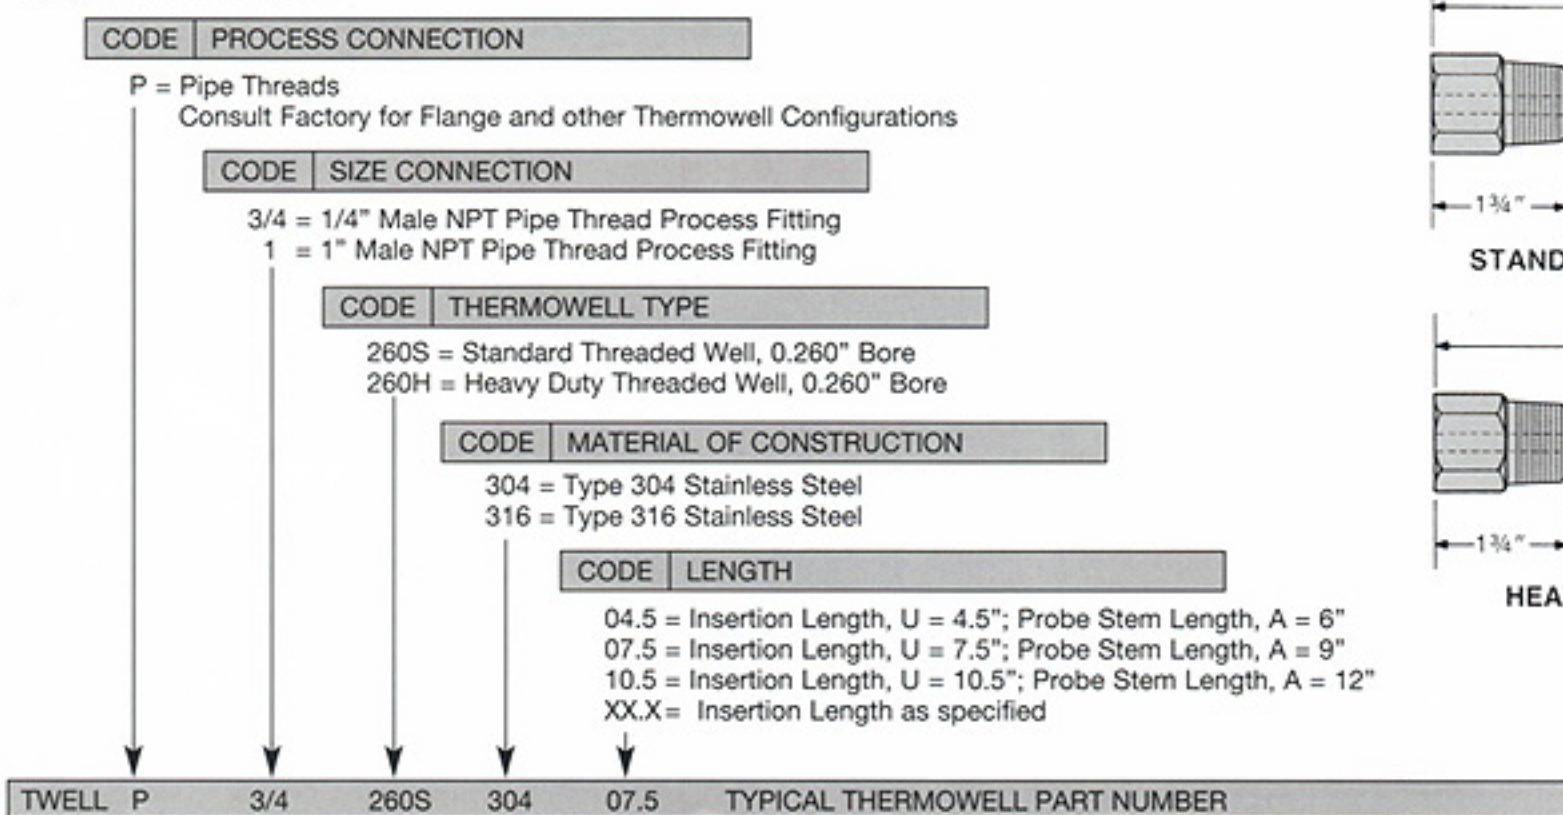 CODE PROCESS CONNECTION
P = Pipe Threads
Consult Factory for Flange and other Thermowell Configurations
CODE SIZE CONNECTION
3/4 = 1/4” Male NPT Pipe Thread Process Fitting
1 = 1” Male NPT Pipe Thread Process Fitting
CODE THERMOWELL TYPE
260S = Standard Threaded Well, 0.260” Bore
260H = Heavy Duty Threaded Well, 0.260” Bore
CODE MATERIAL OF CONSTRUCTION
304 = Type 304 Stainless Steel
316 = Type 316 Stainless Steel
CODE LENGTH
04.5 = Insertion Length, U = 4.5”; Probe Stem Length, A = 6”
07.5 = Insertion Length, U = 7.5”; Probe Stem Length, A = 9”
10.5 = Insertion Length, U = 10.5”; Probe Stem Length, A = 12”
XX.X = Insertion Length as specified
TWELL P 3/4 260S 304 07.5 TYPICAL THERMOWELL PART NUMBER
1¾”
STAND
1¾”
HEA